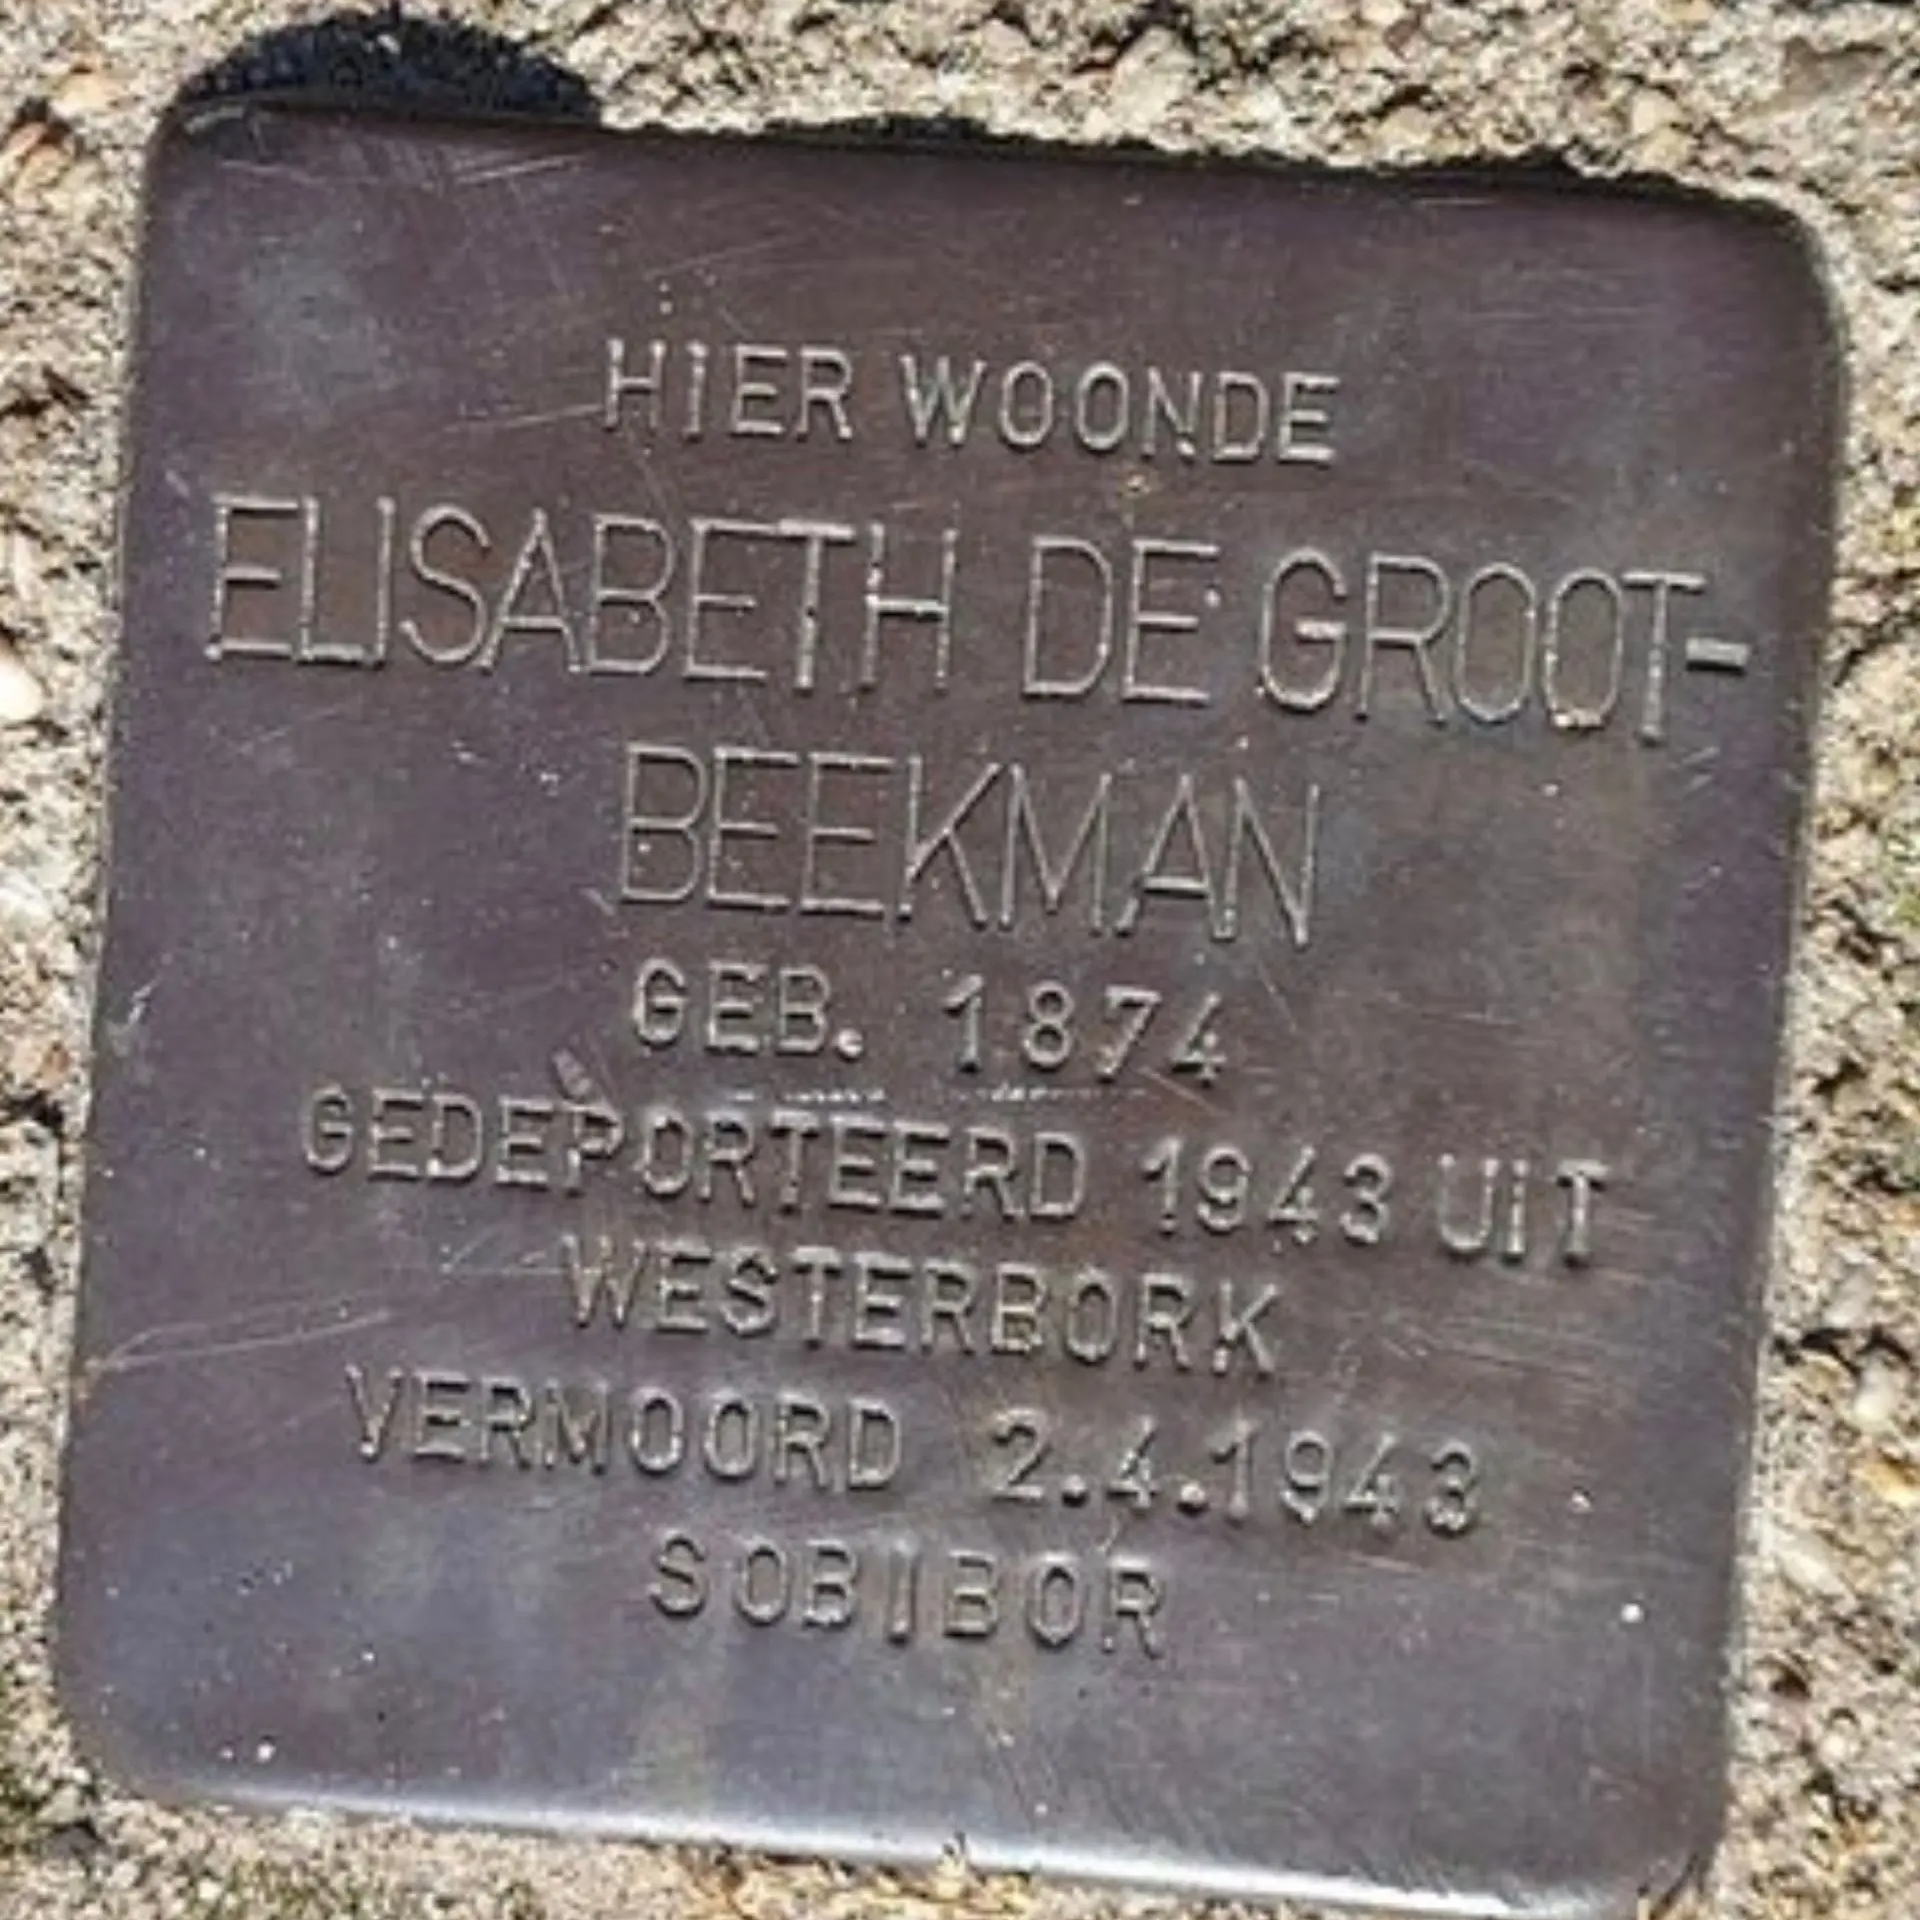 HIER WOONDE
ELISABETH DE GROOT-
BEEKMAN
GEB. 1874
GEDEPORTEERD 1943 UIT
WESTERBORK
VERMOORD 2.4.1943
SOBIBOR